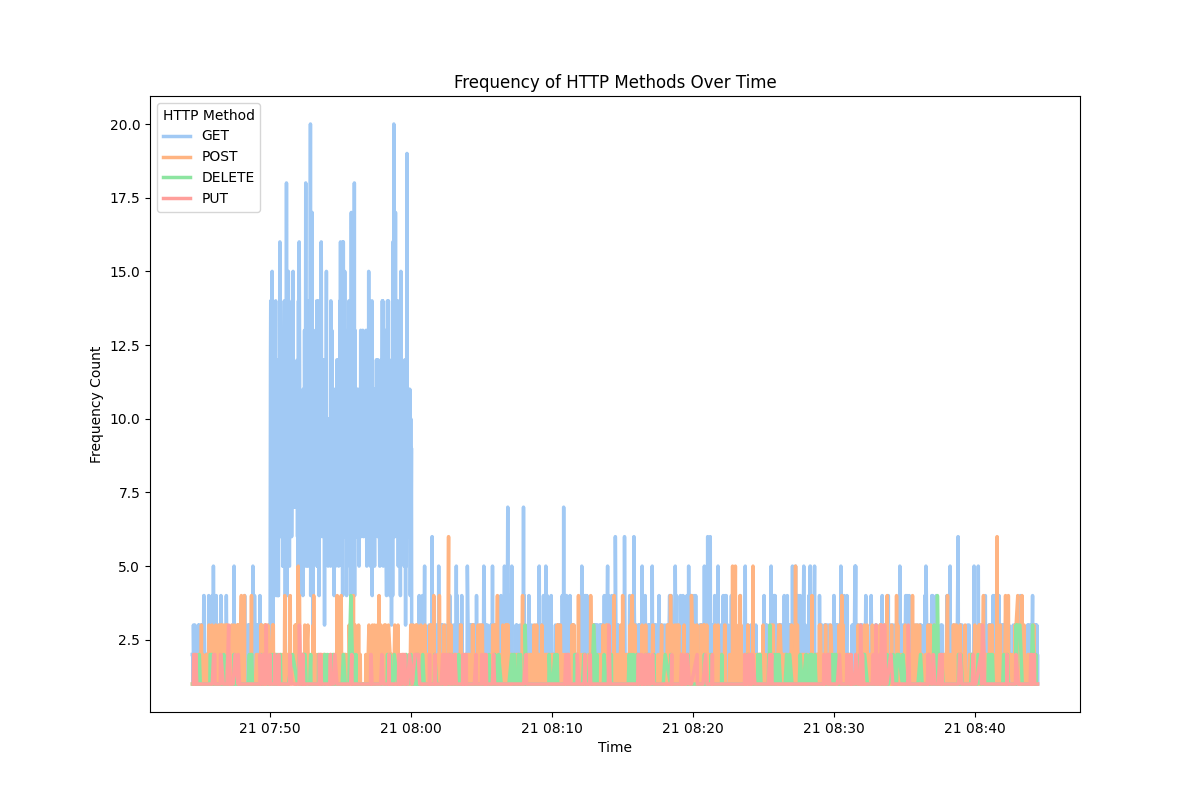 Frequency of HTTP Methods Over Time
HTTP Method
GET
POST
DELETE
PUT
Frequency Count
20.0
17.5
15.0
12.5
10.0
7.5
5.0
2.5
21 07:50 21 08:00 21 08:10 21 08:20 21 08:30 21 08:40
Time